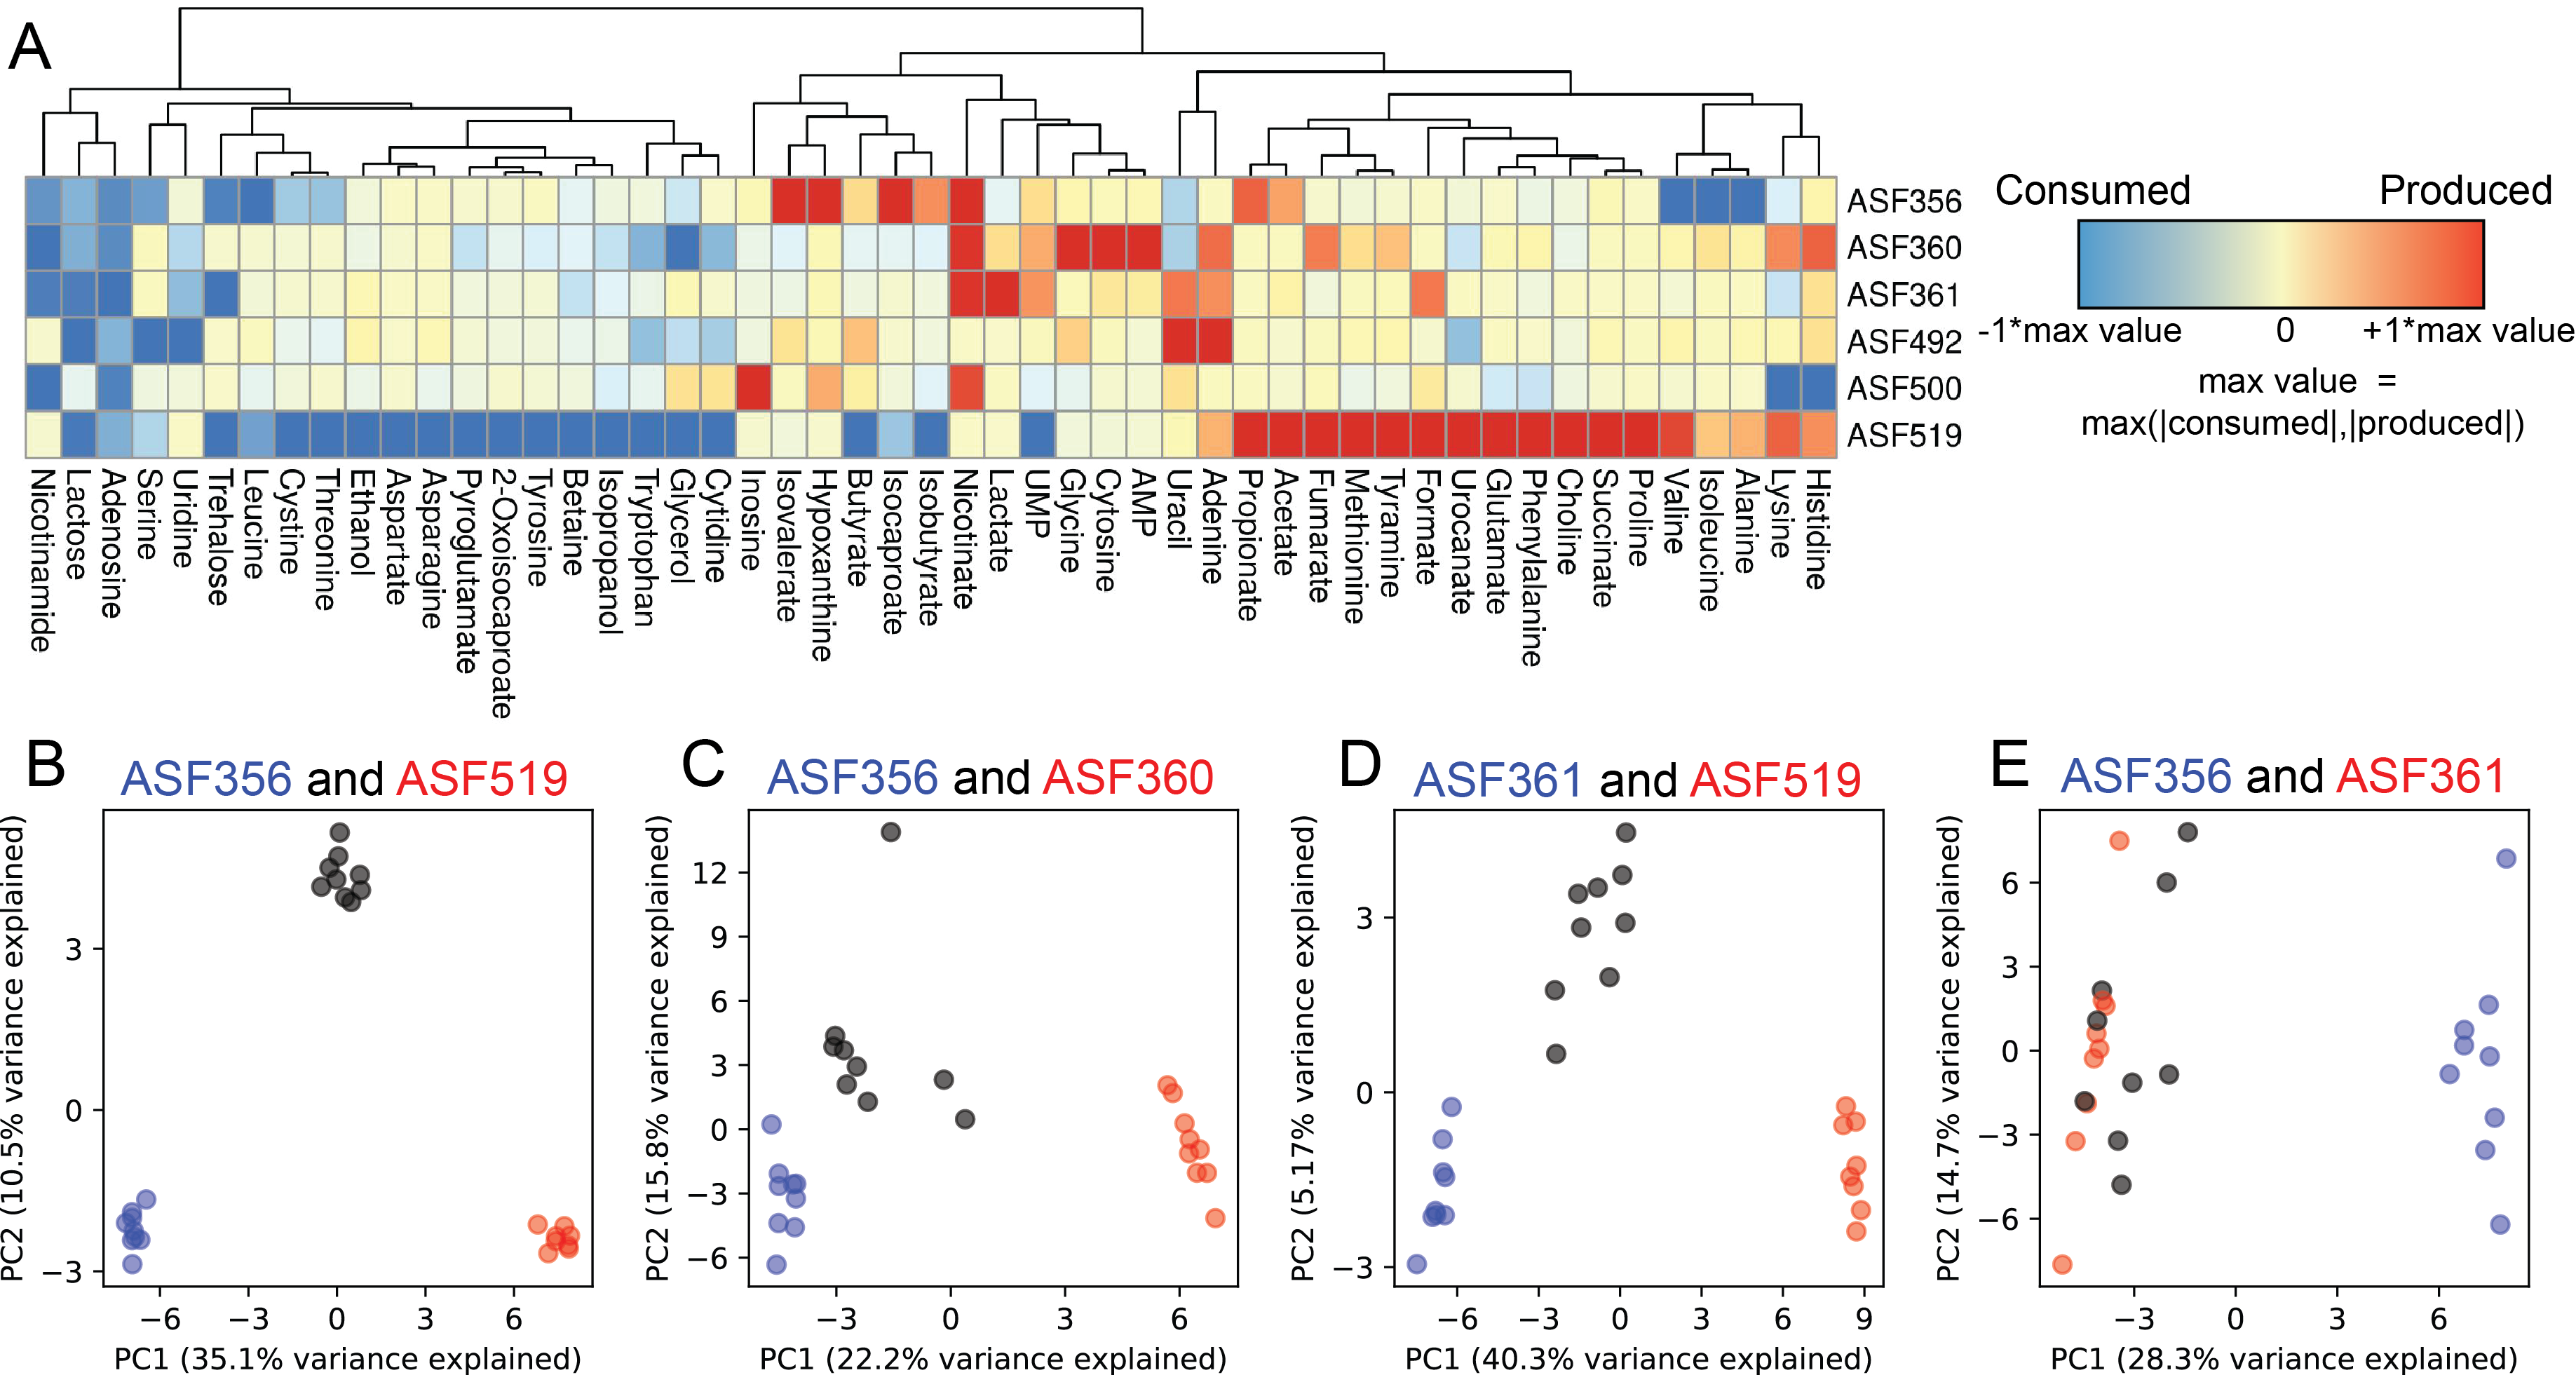 A
Consumed Produced
-1*max value 0 +1*max value
max value =
max(|consumed|,|produced|)
ASF356
ASF360
ASF361
ASF492
ASF500
ASF519
Nicotinamide
Lactose
Adenosine
Serine
Uridine
Trehalose
Leucine
Cystine
Threonine
Ethanol
Aspartate
Asparagine
Pyroglutamate
2-Oxoisocaproate
Tyrosine
Betaine
Isopropanol
Tryptophan
Glycerol
Cytidine
Inosine
Isovalerate
Hypoxanthine
Butyrate
Isocaproate
Isobutyrate
Nicotinate
Lactate
UMP
Glycine
Cytosine
AMP
Uracil
Adenine
Propionate
Acetate
Fumarate
Methionine
Tyramine
Formate
Urocanate
Glutamate
Phenylalanine
Choline
Succinate
Proline
Valine
Isoleucine
Alanine
Lysine
Histidine
B
ASF356 and ASF519
PC2 (10.5% variance explained)
3
0
−3
−6 −3 0 3 6
PC1 (35.1% variance explained)
C
ASF356 and ASF360
PC2 (15.8% variance explained)
12
9
6
3
0
−3
−6
−3 0 3 6
PC1 (22.2% variance explained)
D
ASF361 and ASF519
PC2 (5.17% variance explained)
3
0
−3
−6 −3 0 3 6 9
PC1 (40.3% variance explained)
E
ASF356 and ASF361
PC2 (14.7% variance explained)
6
3
0
−3
−6
−3 0 3 6
PC1 (28.3% variance explained)